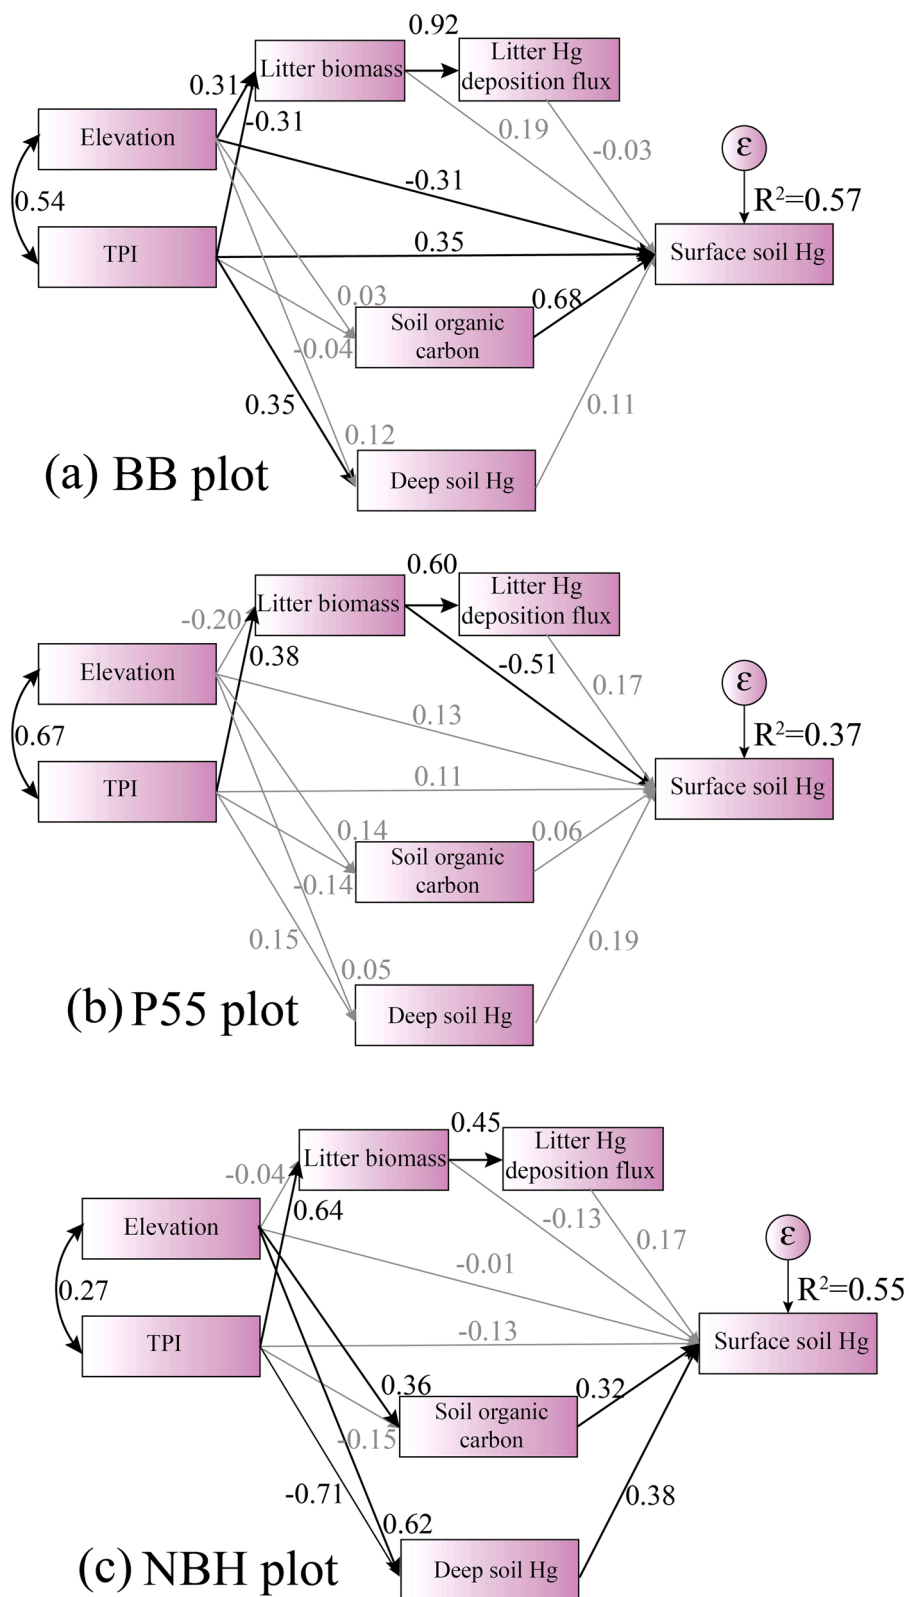 0.92
Litter biomass
Litter Hg
deposition flux
0.31
-0.31
0.19
-0.03
Elevation
ε
-0.31
R²=0.57
0.54
TPI
0.35
Surface soil Hg
0.03
0.68
Soil organic
carbon
-0.04
0.35
0.11
0.12
(a) BB plot
Deep soil Hg
0.60
Litter biomass
Litter Hg
deposition flux
-0.20
0.38
-0.51
0.17
Elevation
ε
0.13
R²=0.37
0.67
TPI
0.11
Surface soil Hg
0.14
0.06
Soil organic
carbon
-0.14
0.15
0.19
0.05
(b) P55 plot
Deep soil Hg
0.45
Litter biomass
Litter Hg
deposition flux
-0.04
0.64
-0.13
0.17
Elevation
ε
-0.01
R²=0.55
0.27
TPI
-0.13
Surface soil Hg
0.36
0.32
Soil organic
carbon
-0.15
-0.71
0.38
0.62
(c) NBH plot
Deep soil Hg